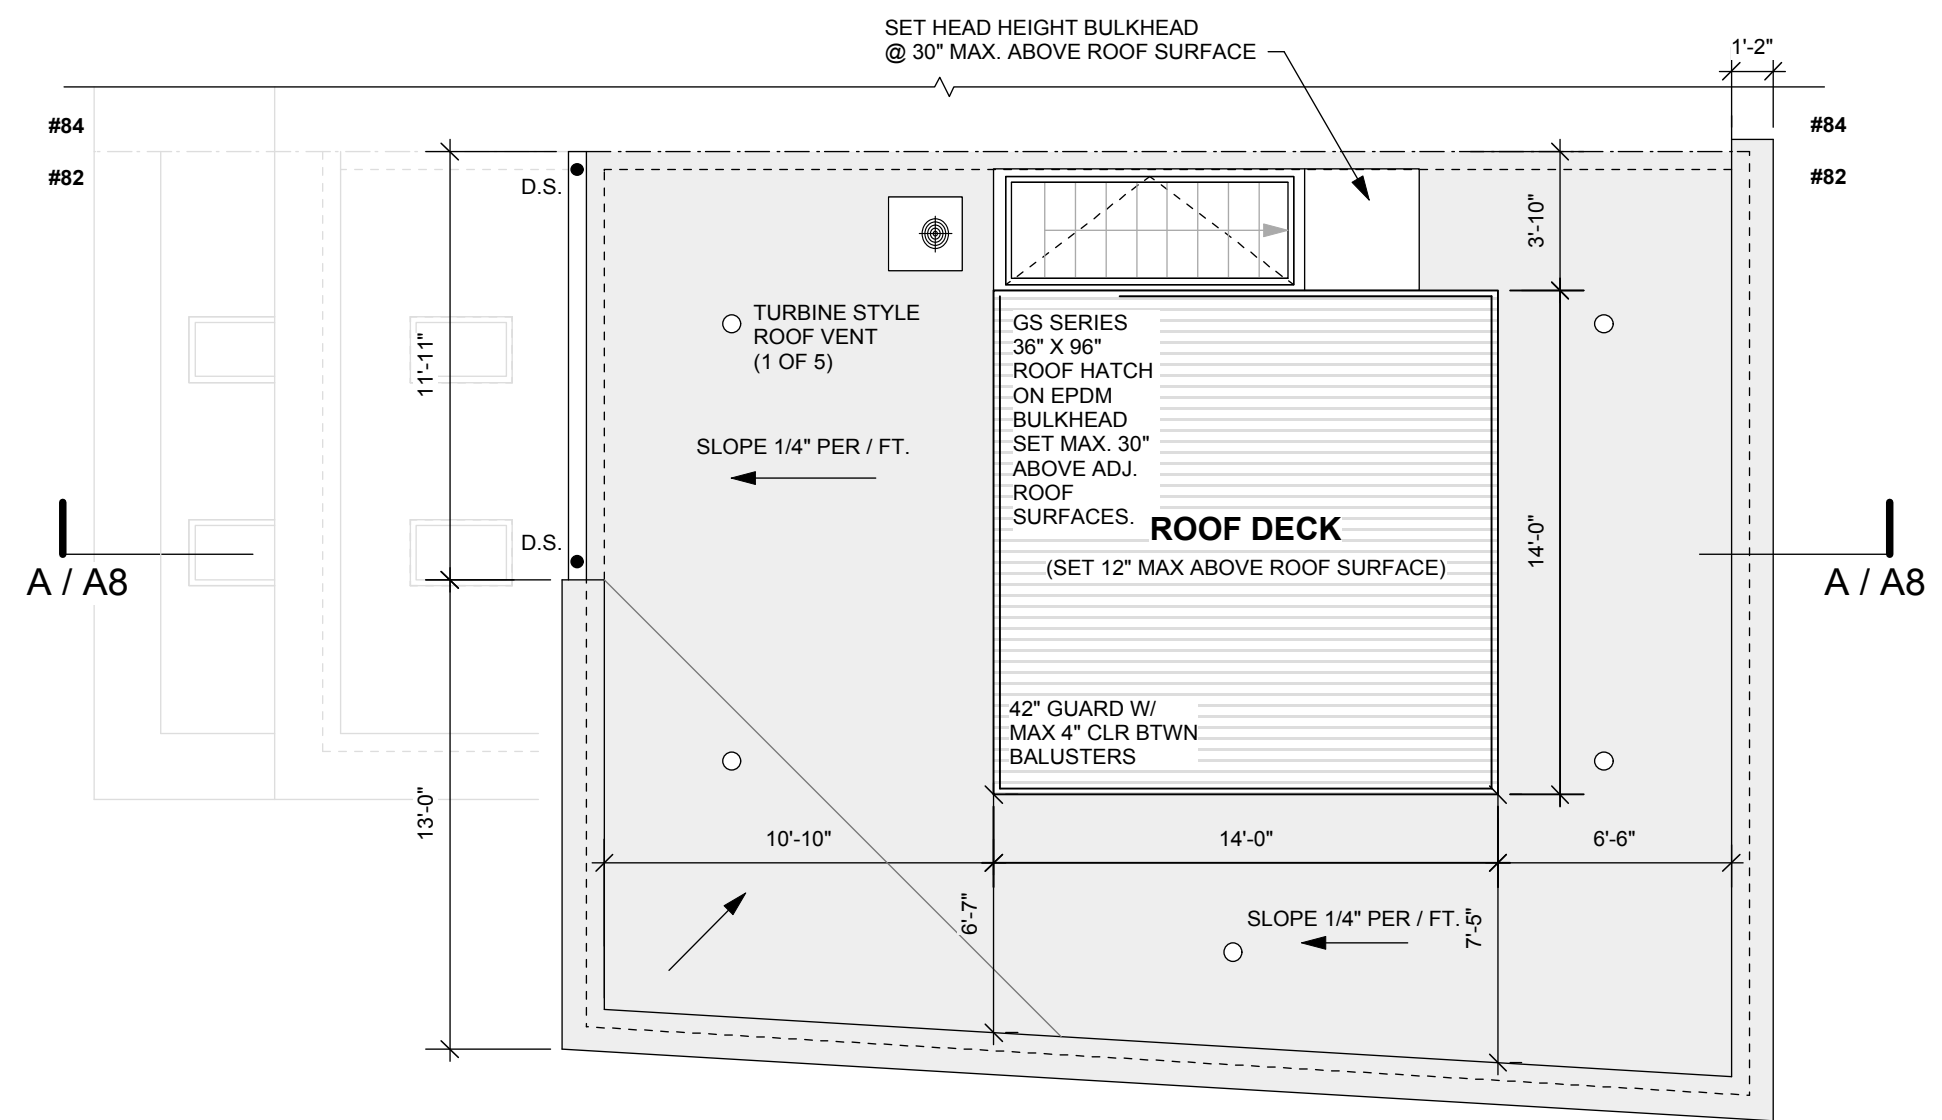 SET HEAD HEIGHT BULKHEAD
@ 30" MAX. ABOVE ROOF SURFACE
1'-2"
#84
#84
#82
#82
D.S.
3'-10"
TURBINE STYLE
ROOF VENT
(1 OF 5)
11'-11"
GS SERIES
36" X 96"
ROOF HATCH
ON EPDM
BULKHEAD
SET MAX. 30"
ABOVE ADJ.
ROOF
SURFACES.
SLOPE 1/4" PER / FT.
ROOF DECK
(SET 12" MAX ABOVE ROOF SURFACE)
14'-0"
D.S.
A / A8
A / A8
42" GUARD W/
MAX 4" CLR BTWN
BALUSTERS
13'-0"
10'-10"
14'-0"
6'-6"
6'-7"
SLOPE 1/4" PER / FT.
7'-5"